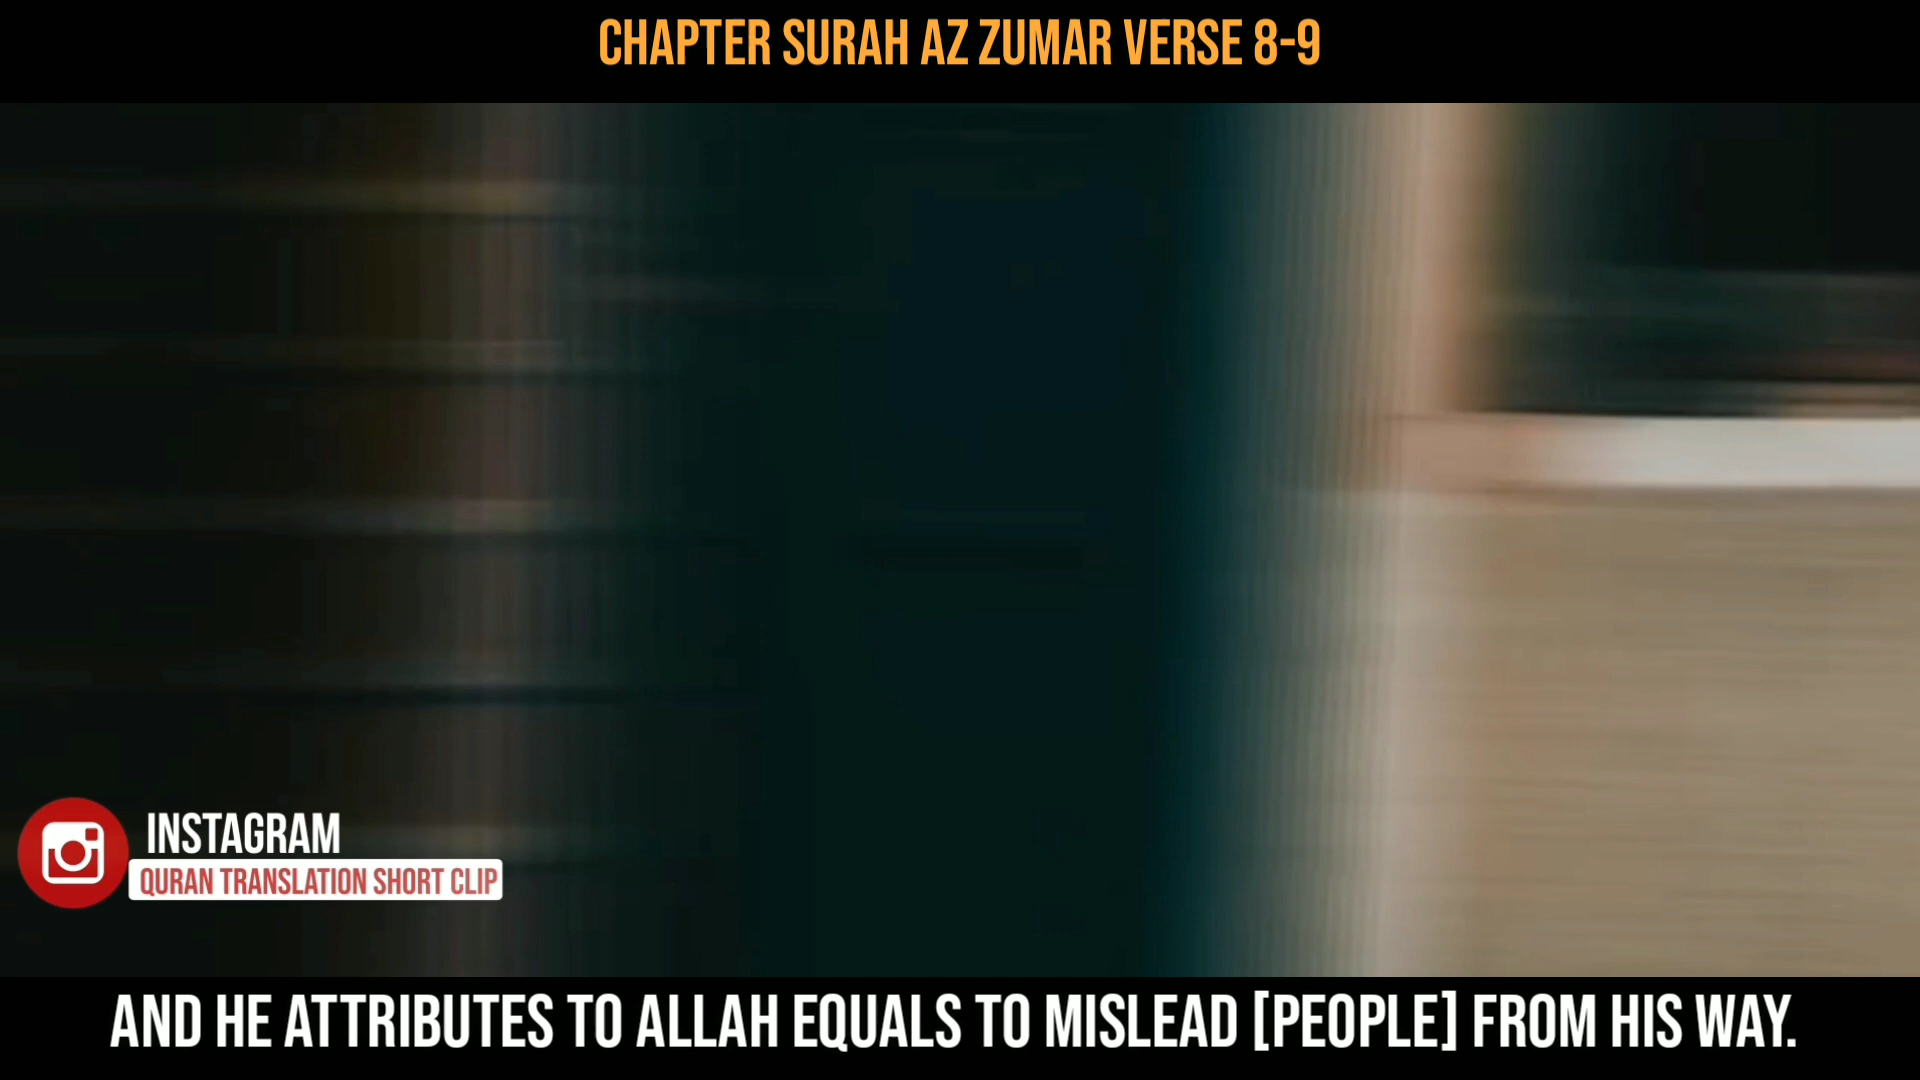 CHAPTER SURAH AZ ZUMAR VERSE 8-9
INSTAGRAM
QURAN TRANSLATION SHORT CLIP
AND HE ATTRIBUTES TO ALLAH EQUALS TO MISLEAD [PEOPLE] FROM HIS WAY.